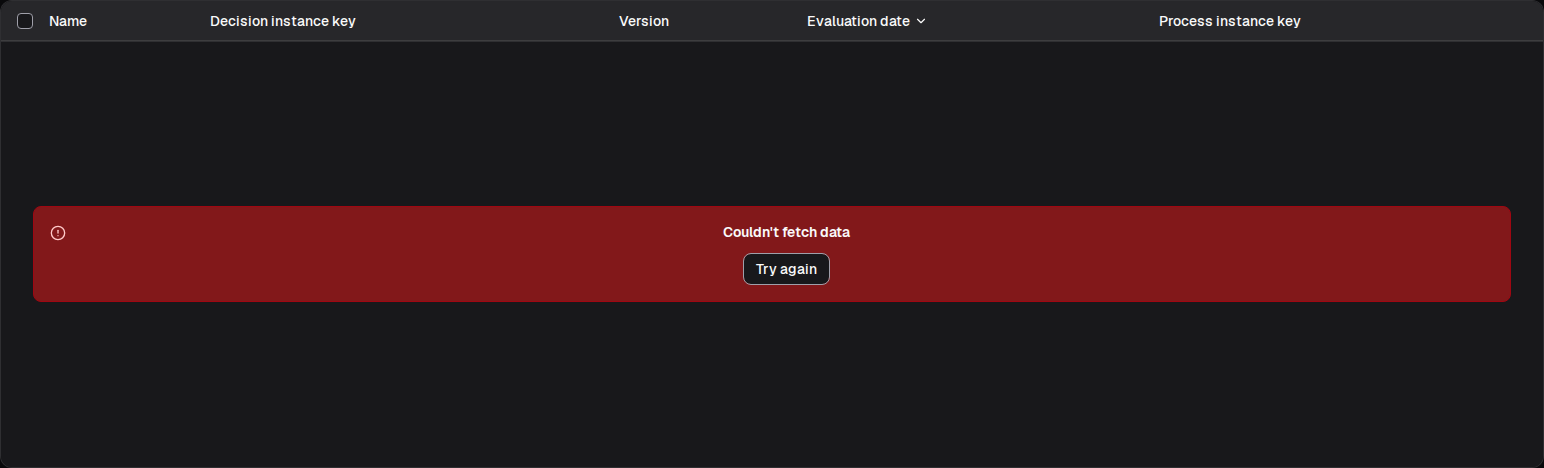 Name Decision instance key Version Evaluation date Process instance key
Couldn't fetch data
Try again